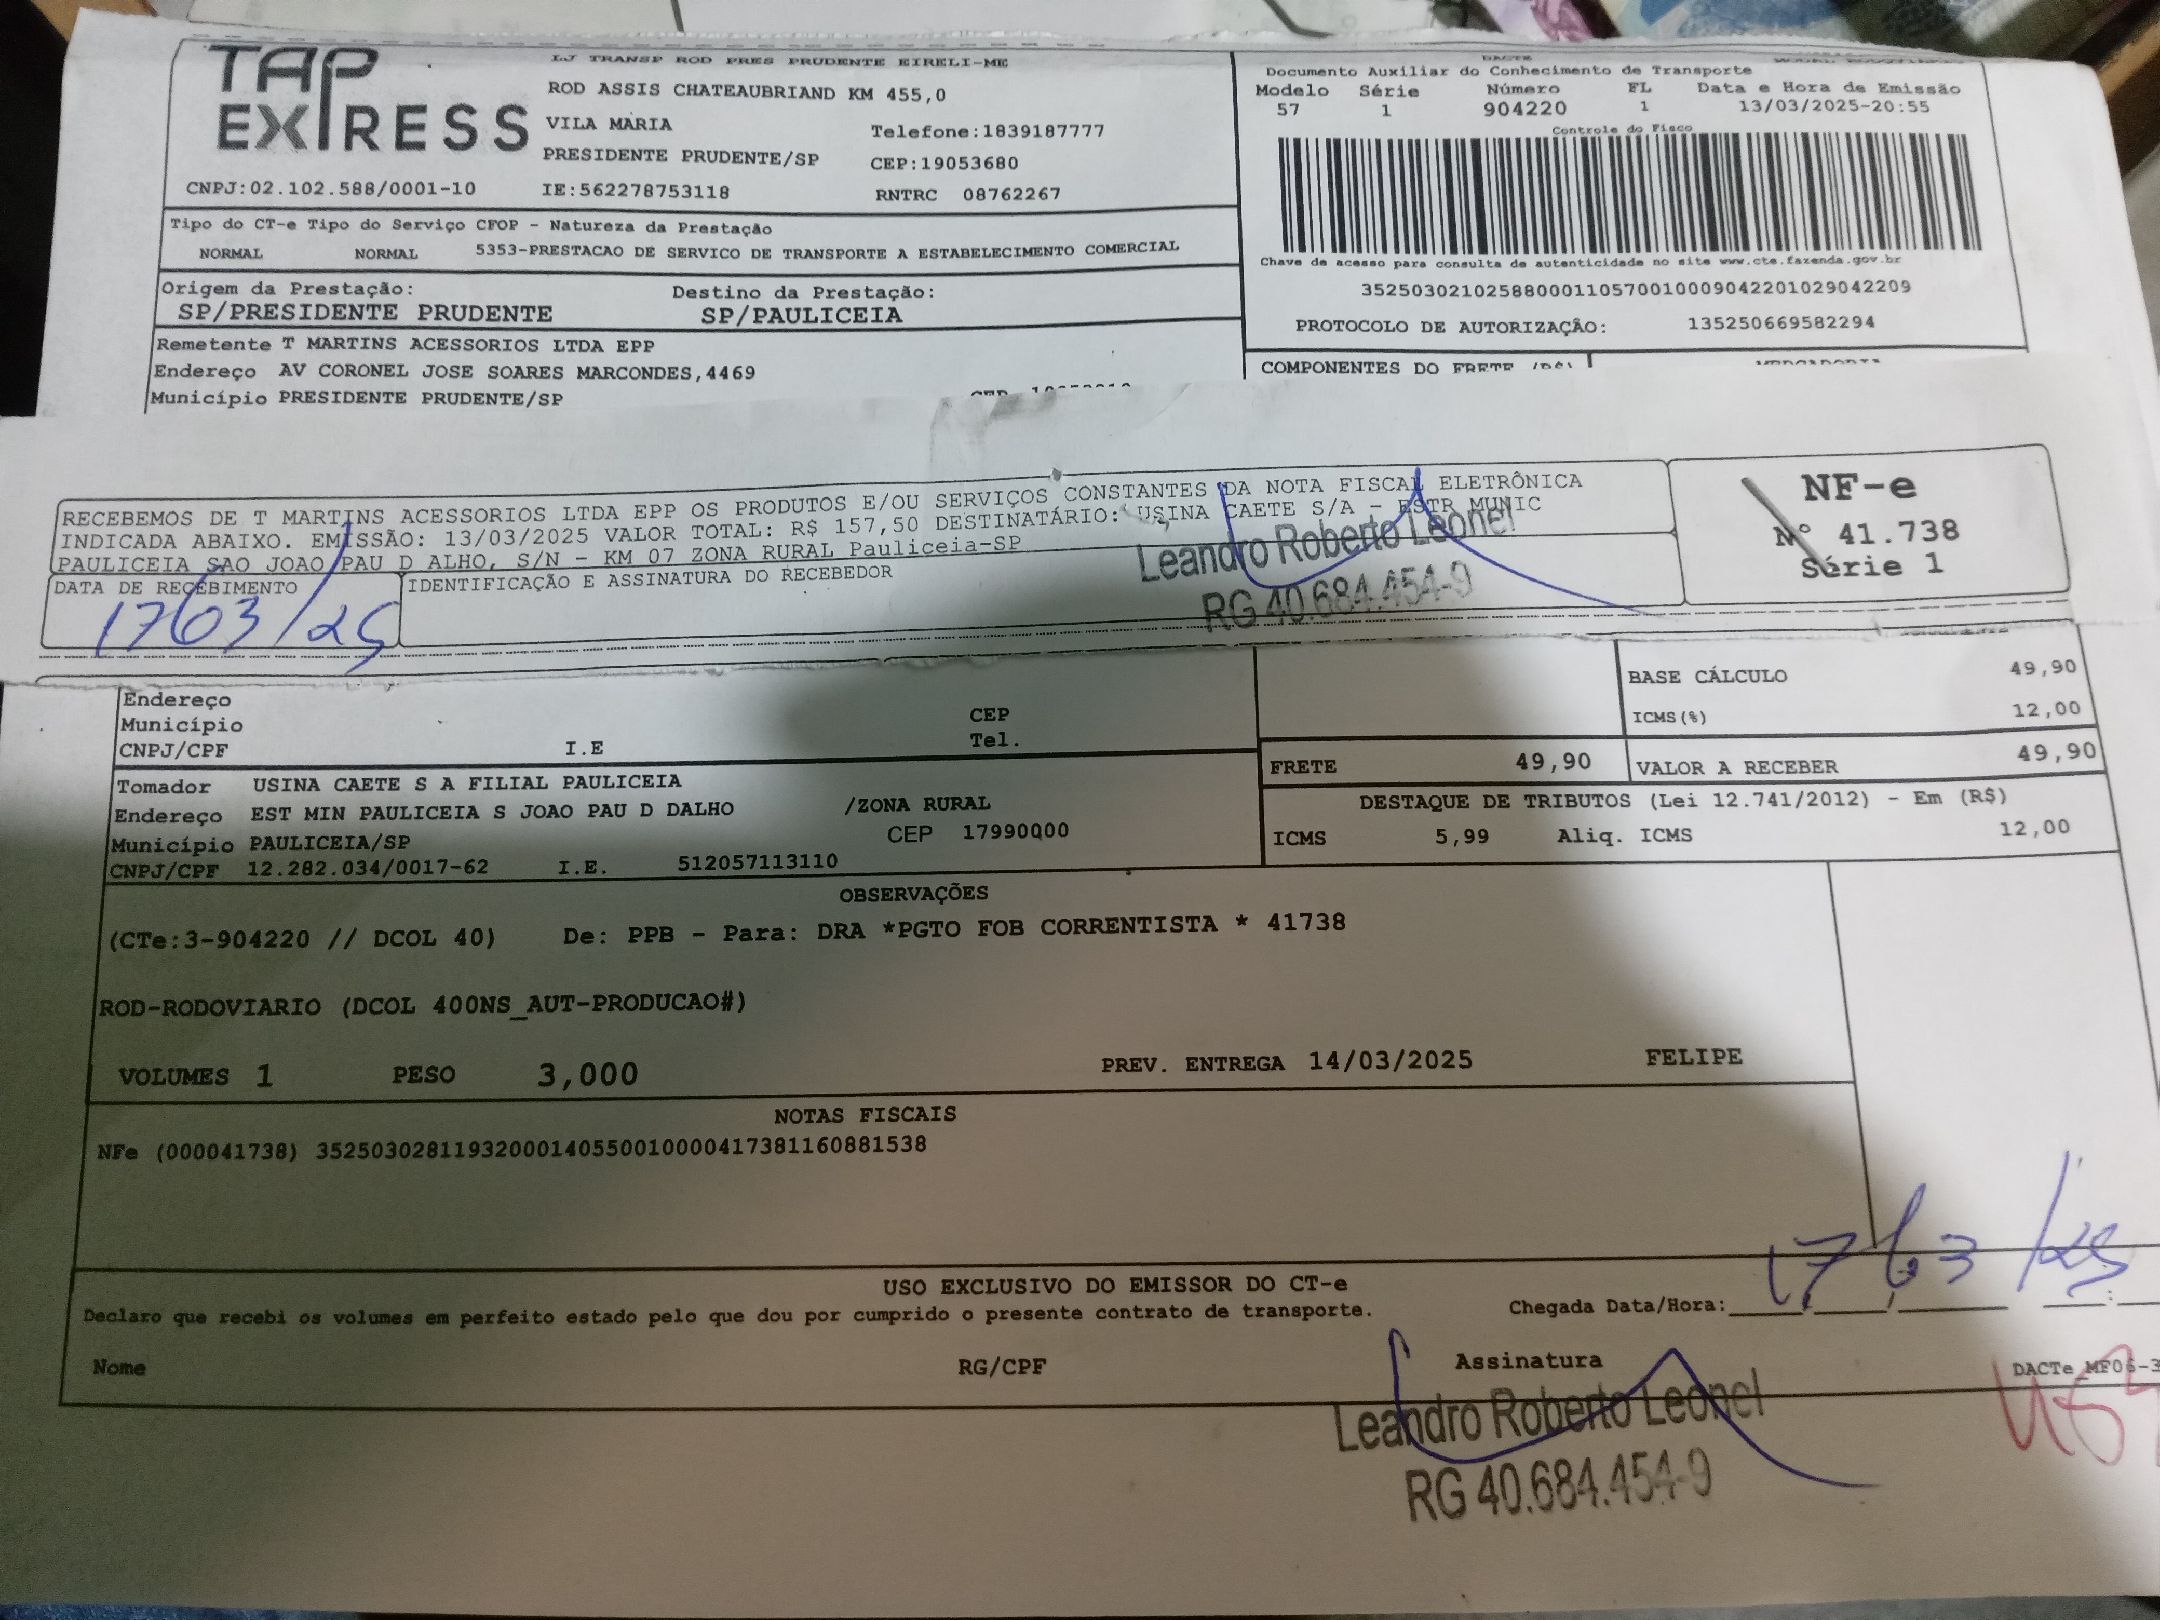 TAP EXPRESS
LJ TRANSP ROD PRES PRUDENTE EIRELI-ME
ROD ASSIS CHATEAUBRIAND KM 455,0
VILA MARIA Telefone:1839187777
PRESIDENTE PRUDENTE/SP CEP:19053680
CNPJ:02.102.588/0001-10 IE:562278753118 RNTRC 08762267
DACTE
Documento Auxiliar do Conhecimento de Transporte
Modelo Série Número FL Data e Hora de Emissão
57 1 904220 1 13/03/2025-20:55
Controle do Fisco
Chave de acesso para consulta de autenticidade no site www.cte.fazenda.gov.br
35250302102588000110570010009042201029042209
PROTOCOLO DE AUTORIZAÇÃO: 135250669582294
Tipo do CT-e Tipo do Serviço CFOP - Natureza da Prestação
NORMAL NORMAL 5353-PRESTACAO DE SERVICO DE TRANSPORTE A ESTABELECIMENTO COMERCIAL
Origem da Prestação: Destino da Prestação:
SP/PRESIDENTE PRUDENTE SP/PAULICEIA
Remetente T MARTINS ACESSORIOS LTDA EPP
Endereço AV CORONEL JOSE SOARES MARCONDES,4469
Município PRESIDENTE PRUDENTE/SP
COMPONENTES DO FRETE (R$)
RECEBEMOS DE T MARTINS ACESSORIOS LTDA EPP OS PRODUTOS E/OU SERVIÇOS CONSTANTES DA NOTA FISCAL ELETRÔNICA
INDICADA ABAIXO. EMISSÃO: 13/03/2025 VALOR TOTAL: R$ 157,50 DESTINATÁRIO: USINA CAETE S/A - ESTR MUNIC
PAULICEIA SAO JOAO PAU D ALHO, S/N - KM 07 ZONA RURAL Pauliceia-SP
DATA DE RECEBIMENTO IDENTIFICAÇÃO E ASSINATURA DO RECEBEDOR
17/03/25
Leandro Roberto Leonel
RG 40.684.454-9
NF-e
Nº 41.738
Série 1
Endereço
Município CEP
CNPJ/CPF I.E Tel.
BASE CÁLCULO 49,90
ICMS(%) 12,00
FRETE 49,90 VALOR A RECEBER 49,90
DESTAQUE DE TRIBUTOS (Lei 12.741/2012) - Em (R$)
ICMS 5,99 Aliq. ICMS 12,00
Tomador USINA CAETE S A FILIAL PAULICEIA
Endereço EST MIN PAULICEIA S JOAO PAU D DALHO /ZONA RURAL
Município PAULICEIA/SP CEP 17990000
CNPJ/CPF 12.282.034/0017-62 I.E. 512057113110
OBSERVAÇÕES
(CTe:3-904220 // DCOL 40) De: PPB - Para: DRA *PGTO FOB CORRENTISTA * 41738
ROD-RODOVIARIO (DCOL 400NS_AUT-PRODUCAO#)
VOLUMES 1 PESO 3,000 PREV. ENTREGA 14/03/2025 FELIPE
NOTAS FISCAIS
NFe (000041738) 35250302811932000140550010000417381160881538
USO EXCLUSIVO DO EMISSOR DO CT-e
Declaro que recebi os volumes em perfeito estado pelo que dou por cumprido o presente contrato de transporte. Chegada Data/Hora:
17/03/25
Nome RG/CPF Assinatura
DACTe_MF06-3
Leandro Roberto Leonel
RG 40.684.454-9